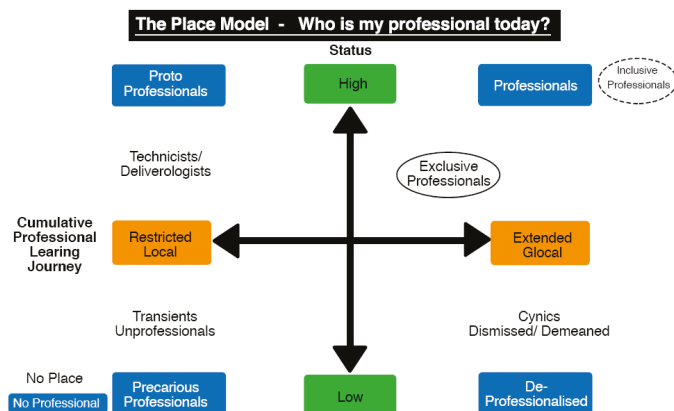 The Place Model - Who is my professional today?
Status
Proto
Professionals
High
Professionals
Inclusive
Professionals
Technicists/
Deliverologists
Exclusive
Professionals
Cumulative
Professional
Learing
Journey
Restricted
Local
Extended
Glocal
Transients
Unprofessionals
Cynics
Dismissed/ Demeaned
No Place
No Professional
Precarious
Professionals
Low
De-
Professionalised